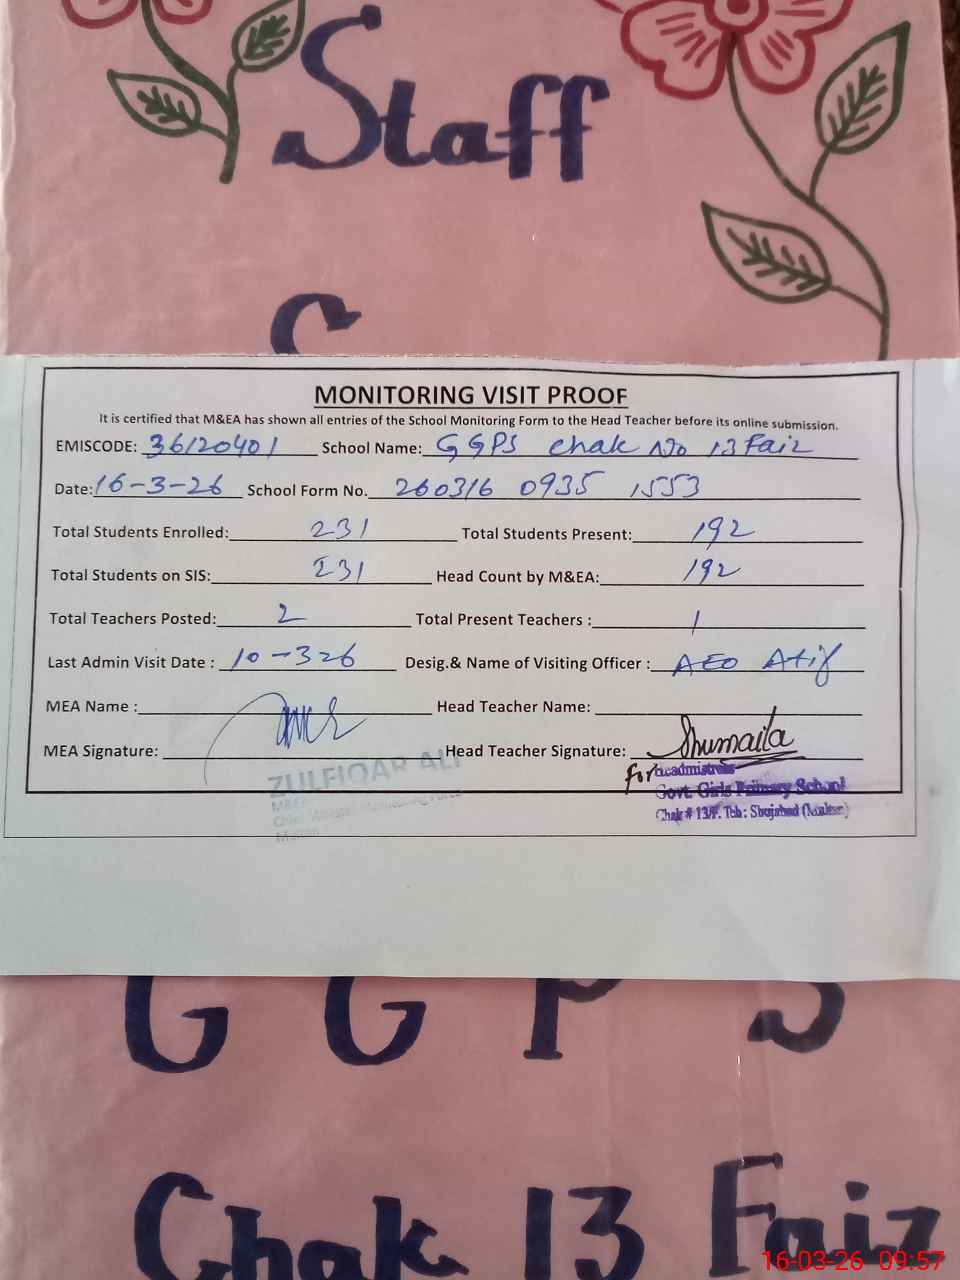 Staff
MONITORING VISIT PROOF
It is certified that M&EA has shown all entries of the School Monitoring Form to the Head Teacher before its online submission.
EMISCODE: 36120401 School Name: GGPS Chak No 13 Faiz
Date: 16-3-26 School Form No. 260316 0935 1553
Total Students Enrolled: 231 Total Students Present: 192
Total Students on SIS: 231 Head Count by M&EA: 192
Total Teachers Posted: 2 Total Present Teachers : 1
Last Admin Visit Date : 10-3-26 Desig.& Name of Visiting Officer : AEO Atif
MEA Name : Head Teacher Name:
MEA Signature: Head Teacher Signature: Shumaila
ZULFIQAR ALI
for Headmistress
Govt. Girls Primary School
Chak # 13/F. Teh: Shujabad (Multan)
G G P S
Chak 13 Faiz
16-03-26 09:57